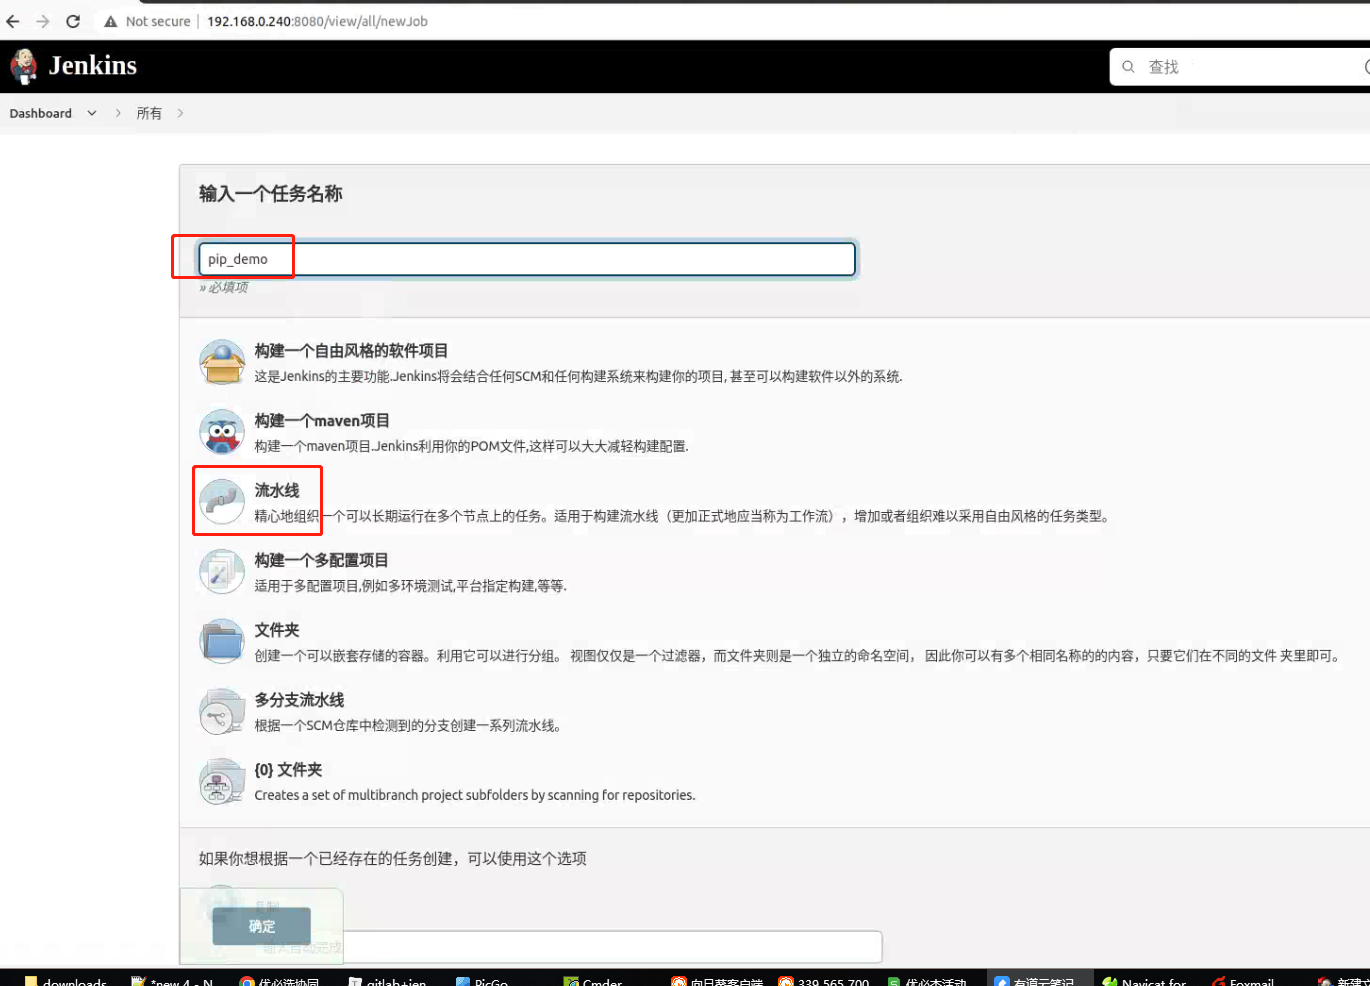 Not secure 192.168.0.240:8080/view/all/newJob
Jenkins
查找
Dashboard 所有
输入一个任务名称
pip_demo
» 必填项
构建一个自由风格的软件项目
这是Jenkins的主要功能.Jenkins将会结合任何SCM和任何构建系统来构建你的项目, 甚至可以构建软件以外的系统.
构建一个maven项目
构建一个maven项目.Jenkins利用你的POM文件,这样可以大大减轻构建配置.
流水线
精心地组织一个可以长期运行在多个节点上的任务。适用于构建流水线（更加正式地应当称为工作流），增加或者组织难以采用自由风格的任务类型。
构建一个多配置项目
适用于多配置项目,例如多环境测试,平台指定构建,等等.
文件夹
创建一个可以嵌套存储的容器。利用它可以进行分组。 视图仅仅是一个过滤器，而文件夹则是一个独立的命名空间， 因此你可以有多个相同名称的的内容，只要它们在不同的文件 夹里即可。
多分支流水线
根据一个SCM仓库中检测到的分支创建一系列流水线。
{0} 文件夹
Creates a set of multibranch project subfolders by scanning for repositories.
如果你想根据一个已经存在的任务创建，可以使用这个选项
复制
确定
输入自动完成
downloads *new 4 - N 优必选协同 gitlab+jen PicGo Cmder 向日葵客户端 339 565 700 优必杰活动 有道云笔记 Navicat for Foxmail